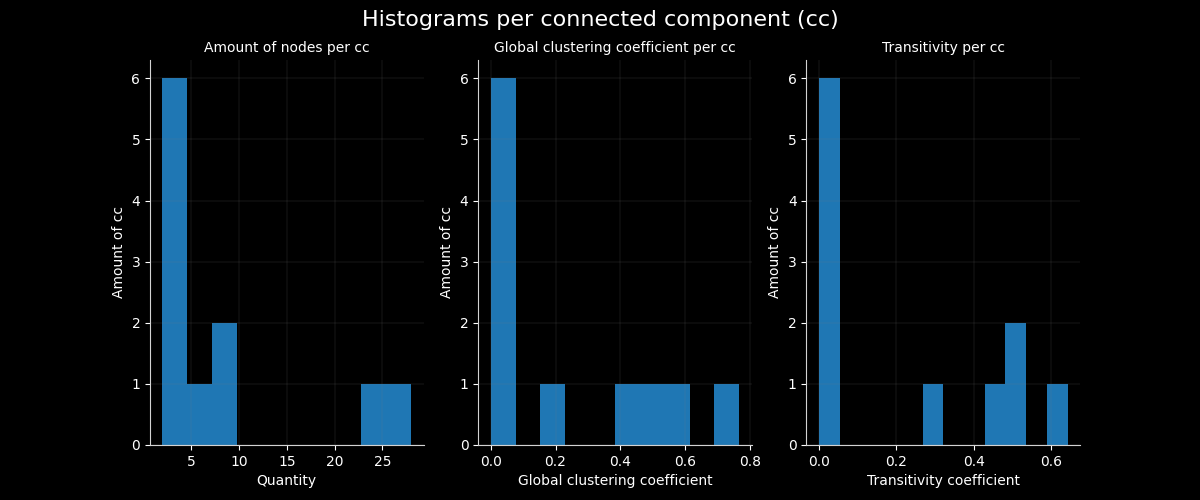 Histograms per connected component (cc)
Amount of nodes per cc
Amount of cc
6
5
4
3
2
1
0
5 10 15 20 25
Quantity
Global clustering coefficient per cc
Amount of cc
6
5
4
3
2
1
0
0.0 0.2 0.4 0.6 0.8
Global clustering coefficient
Transitivity per cc
Amount of cc
6
5
4
3
2
1
0
0.0 0.2 0.4 0.6
Transitivity coefficient